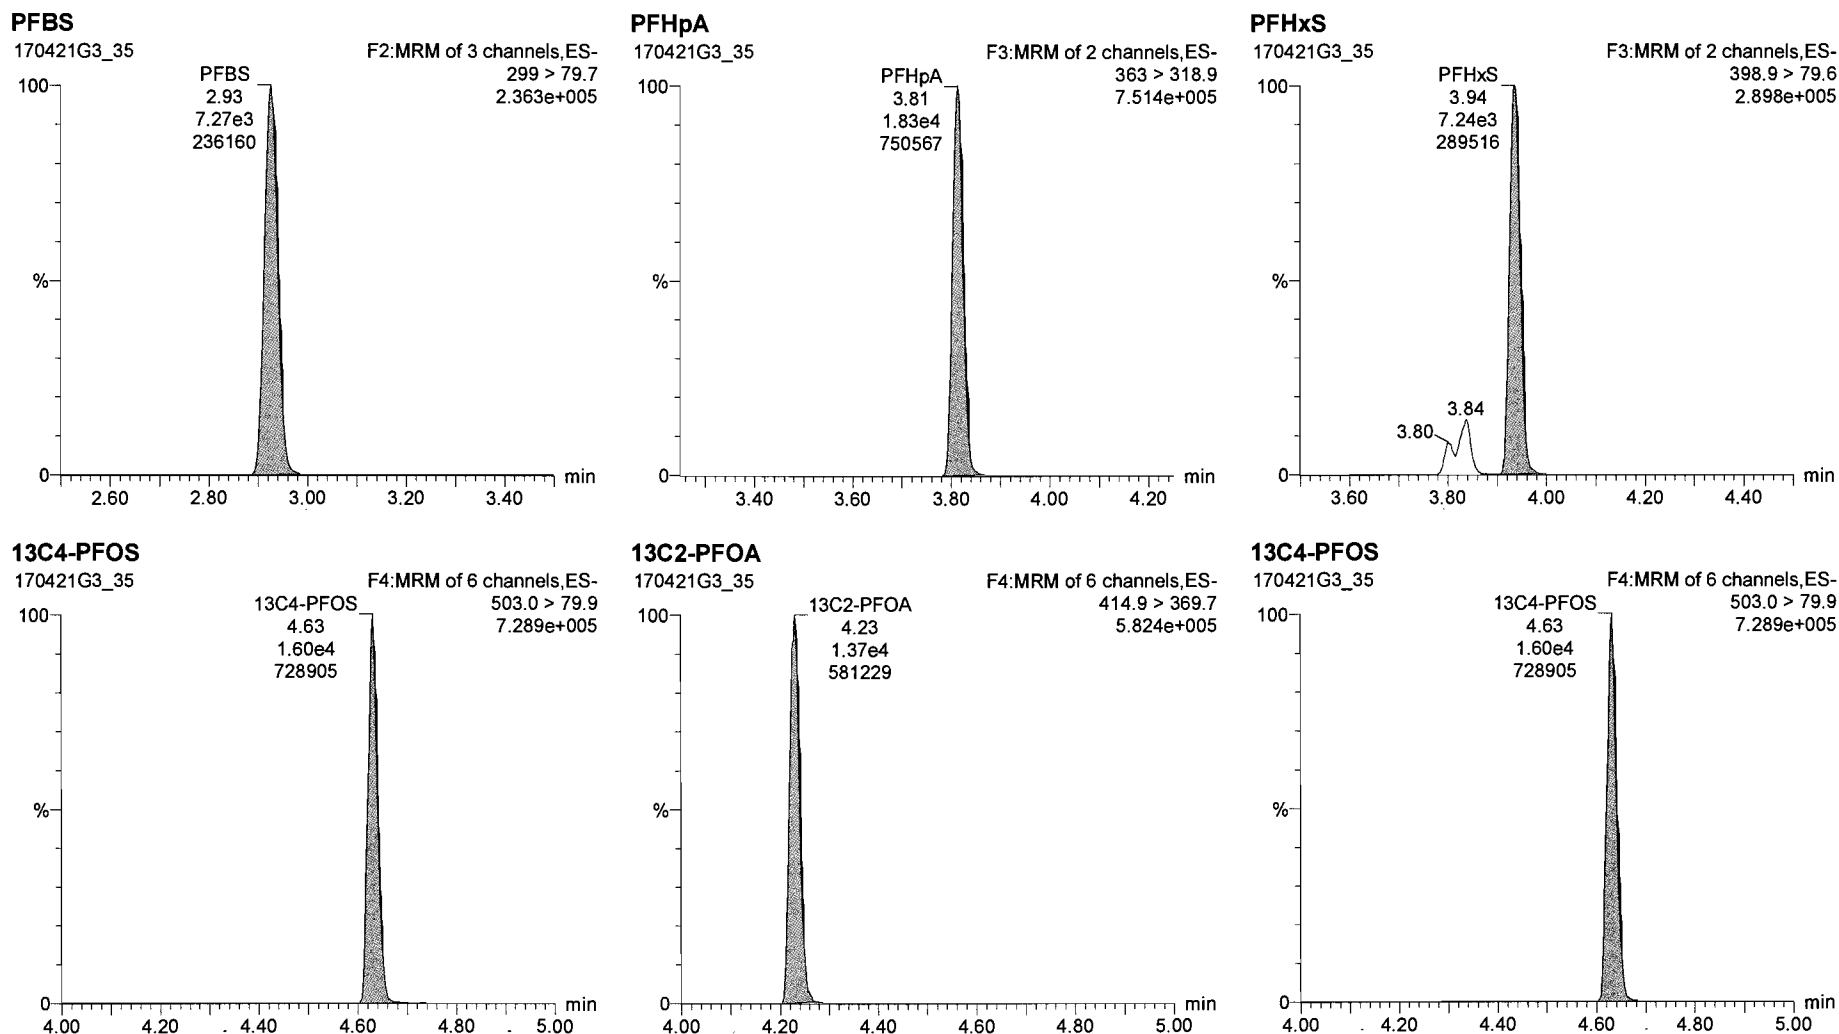 PFBS
170421G3_35
F2:MRM of 3 channels,ES-
299 > 79.7
2.363e+005
PFBS
2.93
7.27e3
236160
100
%
0
min
2.60 2.80 3.00 3.20 3.40
PFHpA
170421G3_35
F3:MRM of 2 channels,ES-
363 > 318.9
7.514e+005
PFHpA
3.81
1.83e4
750567
100
%
0
min
3.40 3.60 3.80 4.00 4.20
PFHxS
170421G3_35
F3:MRM of 2 channels,ES-
398.9 > 79.6
2.898e+005
PFHxS
3.94
7.24e3
289516
100
%
3.84
3.80
0
min
3.60 3.80 4.00 4.20 4.40
13C4-PFOS
170421G3_35
F4:MRM of 6 channels,ES-
503.0 > 79.9
7.289e+005
13C4-PFOS
4.63
1.60e4
728905
100
%
0
min
4.00 4.20 4.40 4.60 4.80 5.00
13C2-PFOA
170421G3_35
F4:MRM of 6 channels,ES-
414.9 > 369.7
5.824e+005
13C2-PFOA
4.23
1.37e4
581229
100
%
0
min
4.00 4.20 4.40 4.60 4.80 5.00
13C4-PFOS
170421G3_35
F4:MRM of 6 channels,ES-
503.0 > 79.9
7.289e+005
13C4-PFOS
4.63
1.60e4
728905
100
%
0
min
4.00 4.20 4.40 4.60 4.80 5.00